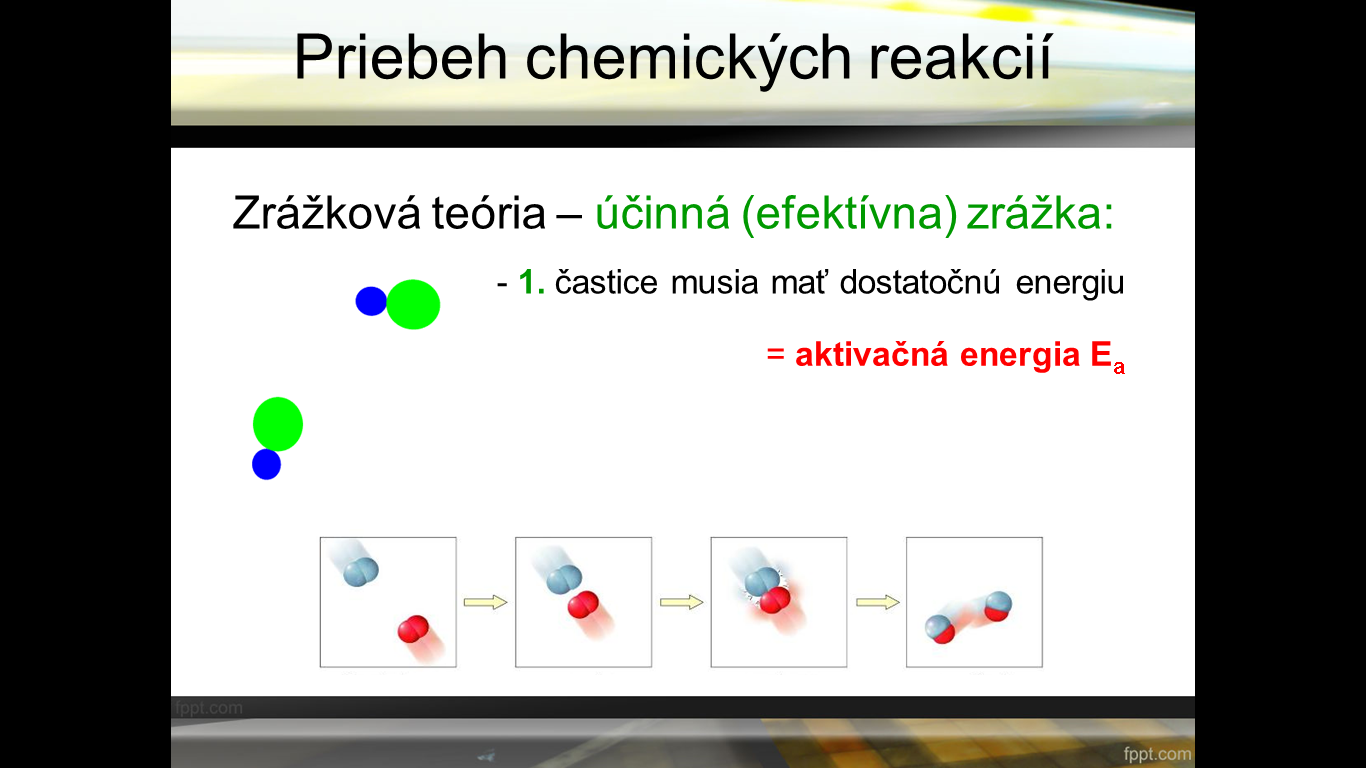 Priebeh chemických reakcií
Zrážková teória – účinná (efektívna) zrážka:
- 1. častice musia mať dostatočnú energiu
= aktivačná energia Ea
fppt.com
fppt.com